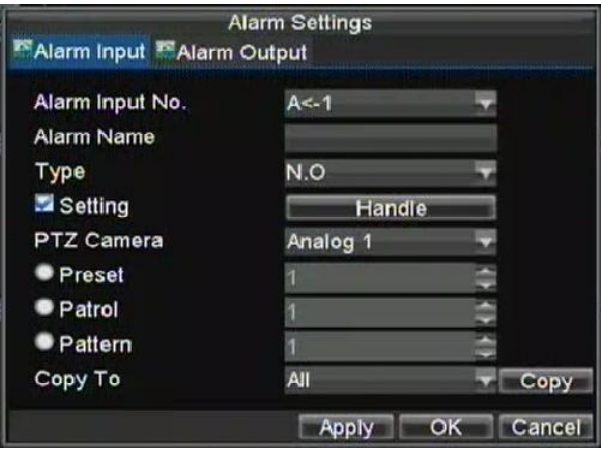 Alarm Settings
Alarm Input Alarm Output
Alarm Input No. A<-1
Alarm Name
Type N.O
Setting Handle
PTZ Camera Analog 1
Preset 1
Patrol 1
Pattern 1
Copy To All Copy
Apply OK Cancel